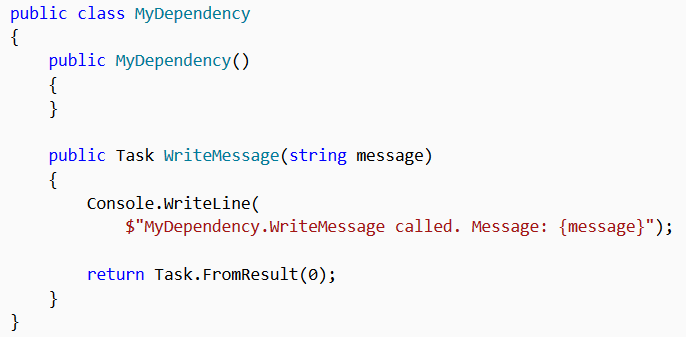 public class MyDependency
{
    public MyDependency()
    {
    }

    public Task WriteMessage(string message)
    {
        Console.WriteLine(
            $"MyDependency.WriteMessage called. Message: {message}");

        return Task.FromResult(0);
    }
}